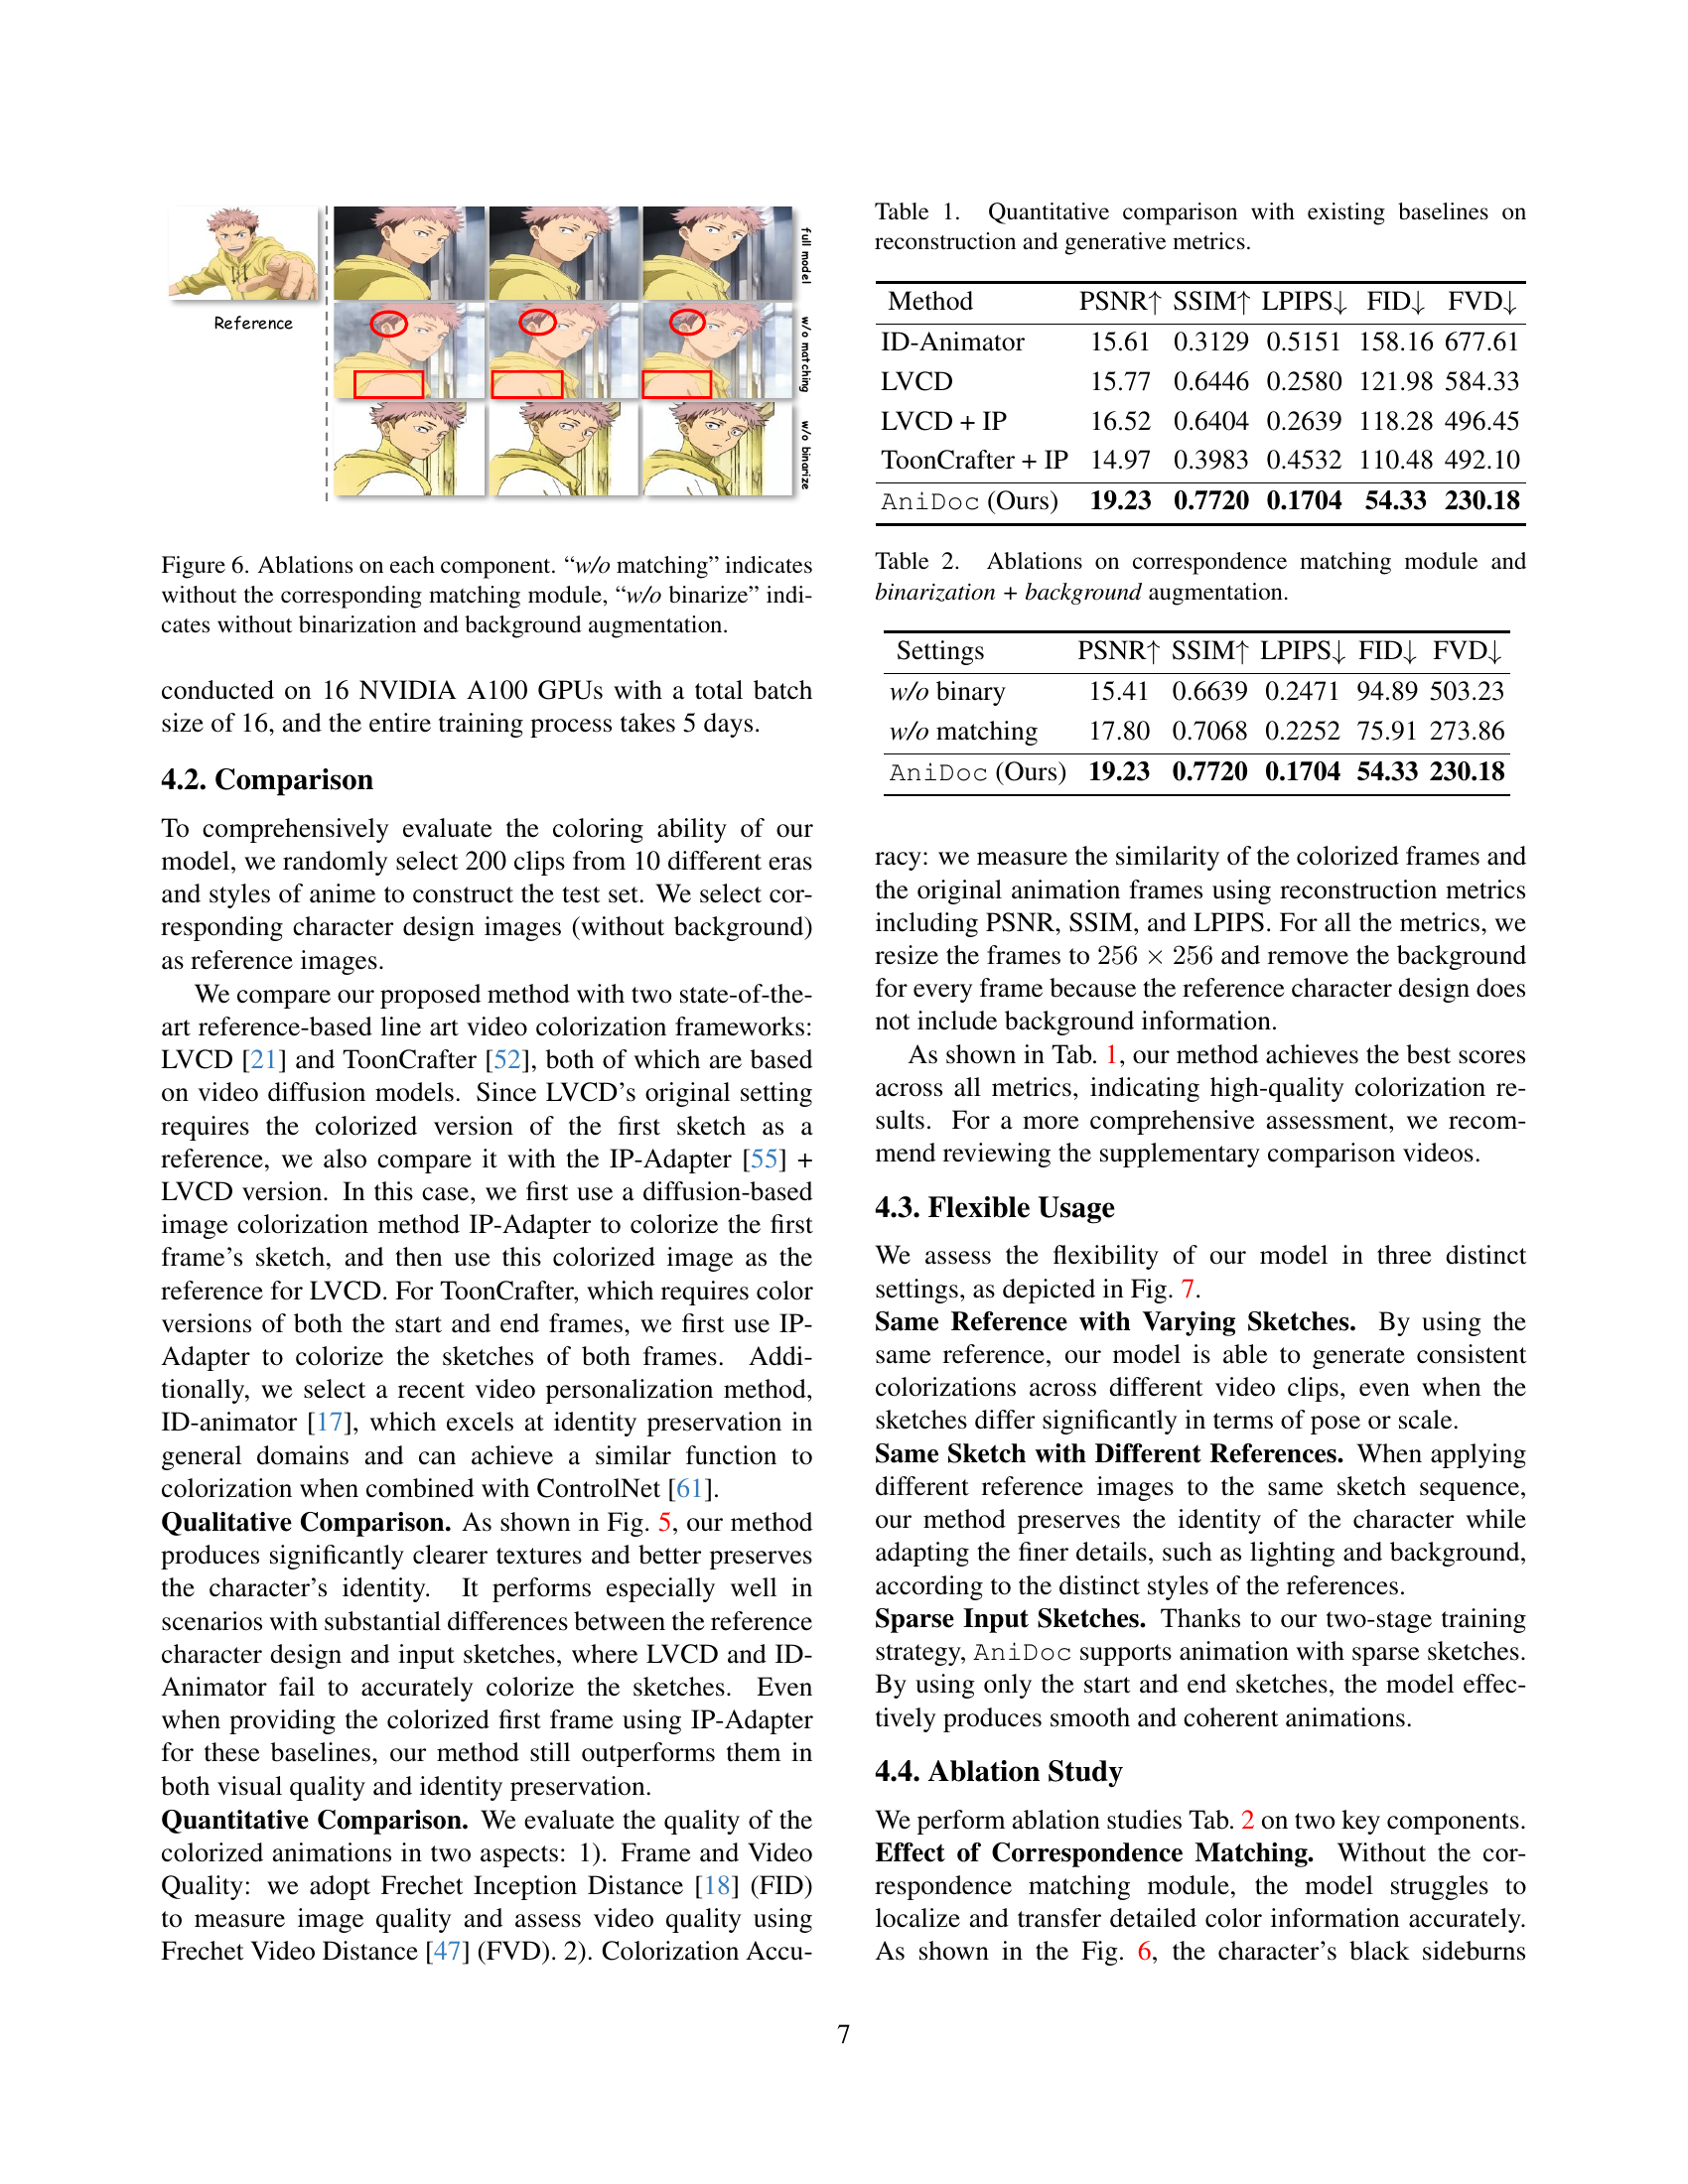 Reference
full model
w/o matching
w/o binarize
Figure 6. Ablations on each component. “w/o matching” indicates
without the corresponding matching module, “w/o binarize” indi-
cates without binarization and background augmentation.
conducted on 16 NVIDIA A100 GPUs with a total batch
size of 16, and the entire training process takes 5 days.
4.2. Comparison
To comprehensively evaluate the coloring ability of our
model, we randomly select 200 clips from 10 different eras
and styles of anime to construct the test set. We select cor-
responding character design images (without background)
as reference images.
We compare our proposed method with two state-of-the-
art reference-based line art video colorization frameworks:
LVCD [21] and ToonCrafter [52], both of which are based
on video diffusion models. Since LVCD’s original setting
requires the colorized version of the first sketch as a
reference, we also compare it with the IP-Adapter [55] +
LVCD version. In this case, we first use a diffusion-based
image colorization method IP-Adapter to colorize the first
frame’s sketch, and then use this colorized image as the
reference for LVCD. For ToonCrafter, which requires color
versions of both the start and end frames, we first use IP-
Adapter to colorize the sketches of both frames. Addi-
tionally, we select a recent video personalization method,
ID-animator [17], which excels at identity preservation in
general domains and can achieve a similar function to
colorization when combined with ControlNet [61].
Qualitative Comparison. As shown in Fig. 5, our method
produces significantly clearer textures and better preserves
the character’s identity. It performs especially well in
scenarios with substantial differences between the reference
character design and input sketches, where LVCD and ID-
Animator fail to accurately colorize the sketches. Even
when providing the colorized first frame using IP-Adapter
for these baselines, our method still outperforms them in
both visual quality and identity preservation.
Quantitative Comparison. We evaluate the quality of the
colorized animations in two aspects: 1). Frame and Video
Quality: we adopt Frechet Inception Distance [18] (FID)
to measure image quality and assess video quality using
Frechet Video Distance [47] (FVD). 2). Colorization Accu-
Table 1. Quantitative comparison with existing baselines on
reconstruction and generative metrics.
Method PSNR↑ SSIM↑ LPIPS↓ FID↓ FVD↓
ID-Animator 15.61 0.3129 0.5151 158.16 677.61
LVCD 15.77 0.6446 0.2580 121.98 584.33
LVCD + IP 16.52 0.6404 0.2639 118.28 496.45
ToonCrafter + IP 14.97 0.3983 0.4532 110.48 492.10
AniDoc (Ours) 19.23 0.7720 0.1704 54.33 230.18
Table 2. Ablations on correspondence matching module and
binarization + background augmentation.
Settings PSNR↑ SSIM↑ LPIPS↓ FID↓ FVD↓
w/o binary 15.41 0.6639 0.2471 94.89 503.23
w/o matching 17.80 0.7068 0.2252 75.91 273.86
AniDoc (Ours) 19.23 0.7720 0.1704 54.33 230.18
racy: we measure the similarity of the colorized frames and
the original animation frames using reconstruction metrics
including PSNR, SSIM, and LPIPS. For all the metrics, we
resize the frames to 256 × 256 and remove the background
for every frame because the reference character design does
not include background information.
As shown in Tab. 1, our method achieves the best scores
across all metrics, indicating high-quality colorization re-
sults. For a more comprehensive assessment, we recom-
mend reviewing the supplementary comparison videos.
4.3. Flexible Usage
We assess the flexibility of our model in three distinct
settings, as depicted in Fig. 7.
Same Reference with Varying Sketches. By using the
same reference, our model is able to generate consistent
colorizations across different video clips, even when the
sketches differ significantly in terms of pose or scale.
Same Sketch with Different References. When applying
different reference images to the same sketch sequence,
our method preserves the identity of the character while
adapting the finer details, such as lighting and background,
according to the distinct styles of the references.
Sparse Input Sketches. Thanks to our two-stage training
strategy, AniDoc supports animation with sparse sketches.
By using only the start and end sketches, the model effec-
tively produces smooth and coherent animations.
4.4. Ablation Study
We perform ablation studies Tab. 2 on two key components.
Effect of Correspondence Matching. Without the cor-
respondence matching module, the model struggles to
localize and transfer detailed color information accurately.
As shown in the Fig. 6, the character’s black sideburns
7